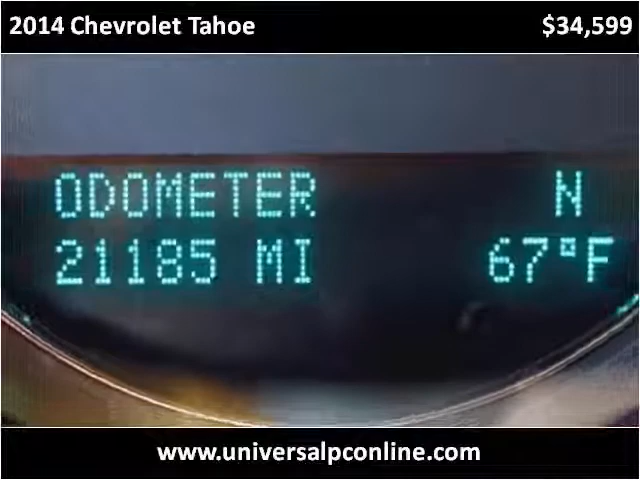 2014 Chevrolet Tahoe $34,599
ODOMETER N
21185 MI 67°F
www.universalpconline.com